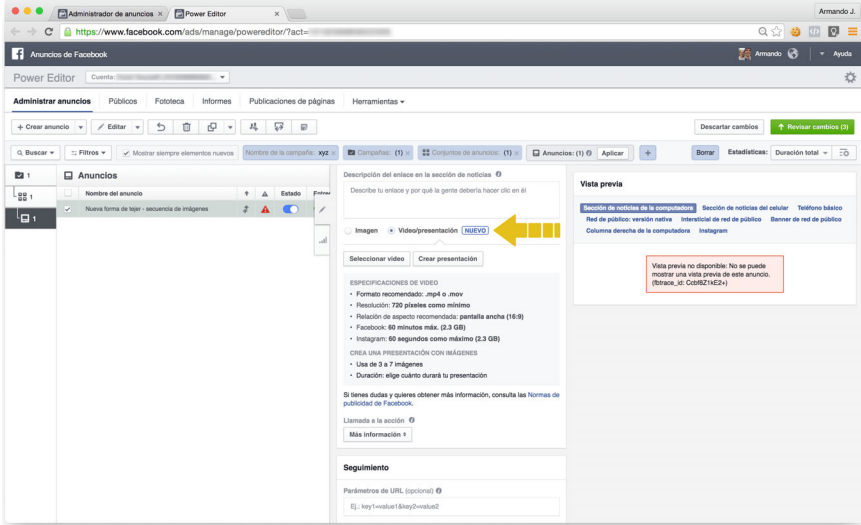 Administrador de anuncios
Power Editor
Armando J.
https://www.facebook.com/ads/manage/powereditor/?act=
Anuncios de Facebook
Armando
Ayuda
Power Editor
Cuenta:
Administrar anuncios
Públicos
Fototeca
Informes
Publicaciones de páginas
Herramientas
+ Crear anuncio
Editar
Descartar cambios
Revisar cambios (3)
Buscar
Filtros
Mostrar siempre elementos nuevos
Nombre de la campaña: xyz
Campañas: (1)
Conjuntos de anuncios: (1)
Anuncios: (1)
Aplicar
+
Borrar
Estadísticas:
Duración total
1
1
1
Anuncios
Nombre del anuncio
Estado
Nueva forma de tejer - secuencia de imágenes
Descripción del enlace en la sección de noticias
Describe tu enlace y por qué la gente debería hacer clic en él
Imagen
Video/presentación
NUEVO
Seleccionar video
Crear presentación
ESPECIFICACIONES DE VIDEO
• Formato recomendado: .mp4 o .mov
• Resolución: 720 píxeles como mínimo
• Relación de aspecto recomendada: pantalla ancha (16:9)
• Facebook: 60 minutos máx. (2.3 GB)
• Instagram: 60 segundos como máximo (2.3 GB)
CREA UNA PRESENTACIÓN CON IMÁGENES
• Usa de 3 a 7 imágenes
• Duración: elige cuánto durará tu presentación
Si tienes dudas y quieres obtener más información, consulta las Normas de
publicidad de Facebook.
Llamada a la acción
Más información
Seguimiento
Parámetros de URL (opcional)
Ej.: key1=value1&key2=value2
Vista previa
Sección de noticias de la computadora
Sección de noticias del celular
Teléfono básico
Red de público: versión native
Intersticial de red de público
Banner de red de público
Columna derecha de la computadora
Instagram
Vista previa no disponible: No se puede
mostrar una vista previa de este anuncio.
(fbtrace_id: Ccbf8Z1kE2+)